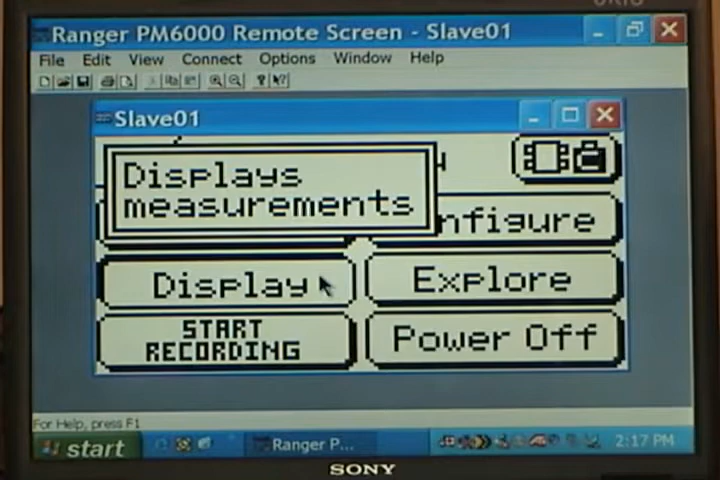 Ranger PM6000 Remote Screen - Slave01
File Edit View Connect Options Window Help
Slave01
Displays
measurements
nfigure
Display
Explore
START
RECORDING
Power Off
For Help, press F1
start
Ranger P...
2:17 PM
SONY